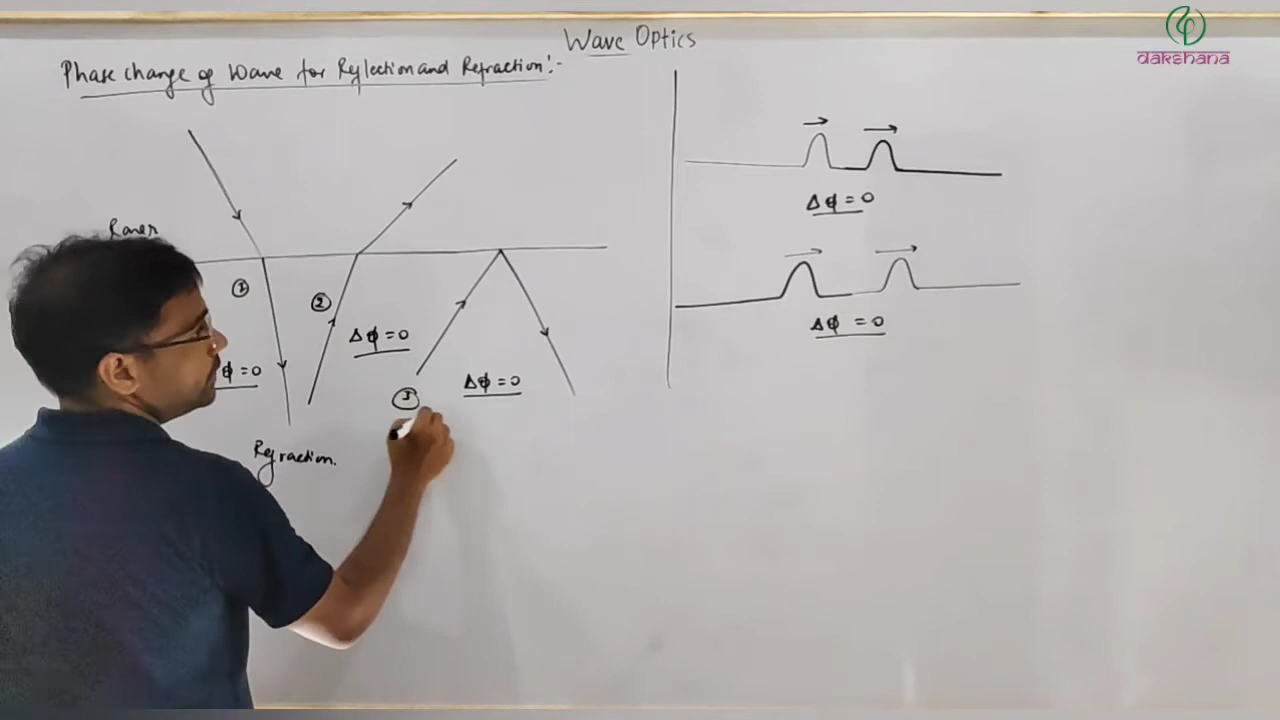 Wave Optics
dakshana
Phase change of Wave for Reflection and Refraction:-
Rarer
①
②
Δφ=0
φ=0
Δφ=0
③
Refraction.
Δφ=0
Δφ=0